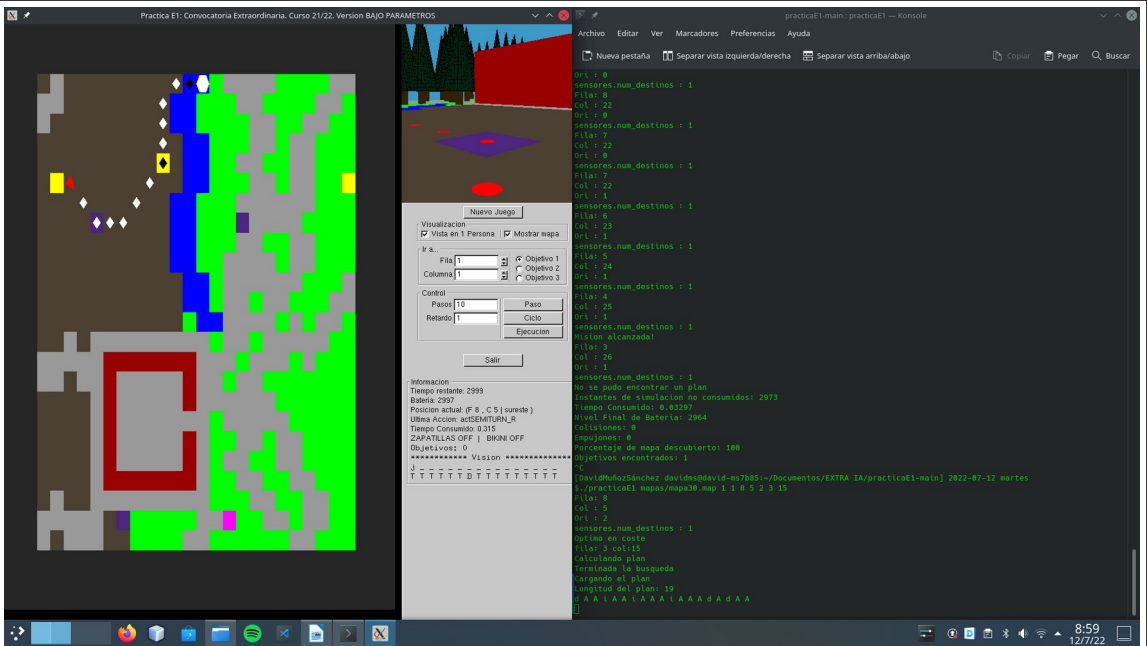 Practica E1: Convocatoria Extraordinaria. Curso 21/22. Version BAJO PARAMETROS
Nuevo Juego
Visualizacion
Vista en 1 Persona
Mostrar mapa
Ir a...
Fila 1
Columna 1
Objetivo 1
Objetivo 2
Objetivo 3
Control
Pasos 10
Paso
Retardo 1
Ciclo
Ejecucion
Salir
Informacion
Tiempo restante: 2999
Bateria: 2997
Posicion actual: (F 8 , C 5 | sureste )
Ultima Accion: actSEMITURN_R
Tiempo Consumido: 0.315
ZAPATILLAS OFF | BIKINI OFF
Objetivos: 0
*********** Vision **************
J _ _ _ _ _ _ _ _ _ _ _ _ _ _ _
T T T T T T D T T T T T T T T T
practicaE1-main : practicaE1 — Konsole
Archivo Editar Ver Marcadores Preferencias Ayuda
Nueva pestaña Separar vista izquierda/derecha Separar vista arriba/abajo Copiar Pegar Buscar
Ori : 0
sensores.num_destinos : 1
Fila: 8
Col : 22
Ori : 0
sensores.num_destinos : 1
Fila: 7
Col : 22
Ori : 0
sensores.num_destinos : 1
Fila: 7
Col : 22
Ori : 1
sensores.num_destinos : 1
Fila: 6
Col : 23
Ori : 1
sensores.num_destinos : 1
Fila: 5
Col : 24
Ori : 1
sensores.num_destinos : 1
Fila: 4
Col : 25
Ori : 1
sensores.num_destinos : 1
Mision alcanzada!
Fila: 3
Col : 26
Ori : 1
sensores.num_destinos : 1
No se pudo encontrar un plan
Instantes de simulacion no consumidos: 2973
Tiempo Consumido: 0.03297
Nivel Final de Bateria: 2964
Colisiones: 0
Empujones: 0
Porcentaje de mapa descubierto: 100
Objetivos encontrados: 1
^C
[DavidMuñozSánchez davidms@david-ms7b85:~/Documentos/EXTRA IA/practicaE1-main] 2022-07-12 martes
$./practicaE1 mapas/mapa30.map 1 1 8 5 2 3 15
Fila: 8
Col : 5
Ori : 2
sensores.num_destinos : 1
Optimo en coste
fila: 3 col:15
Calculando plan
Terminada la busqueda
Cargando el plan
Longitud del plan: 19
d A A i A A i A A A i A A A d A d A A
8:59
12/7/22